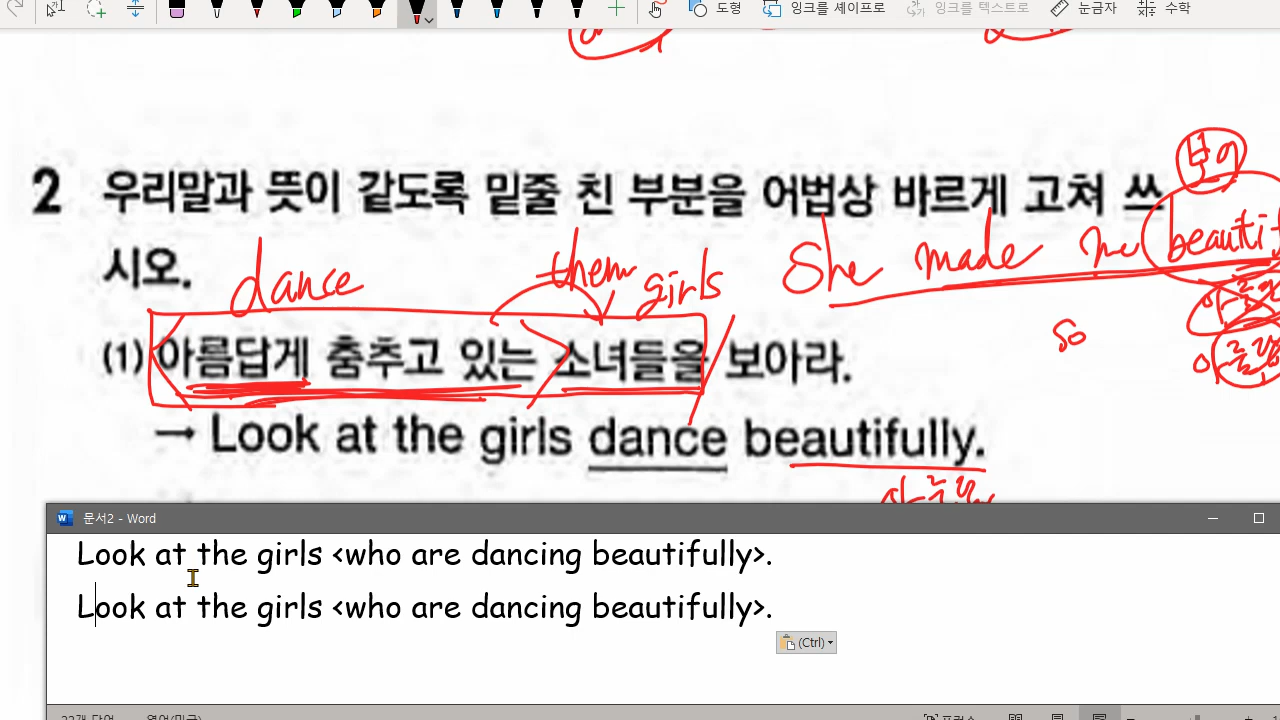 잉크를 셰이프로
잉크를 텍스트로
도형
눈금자
수학
2 우리말과 뜻이 같도록 밑줄 친 부분을 어법상 바르게 고쳐 쓰
시오.
보어
dance
them
girls
She made me
so
(1) 아름답게 춤추고 있는 소녀들을 보아라.
→ Look at the girls dance beautifully.
문서2 - Word
Look at the girls <who are dancing beautifully>.
Look at the girls <who are dancing beautifully>.
(Ctrl)